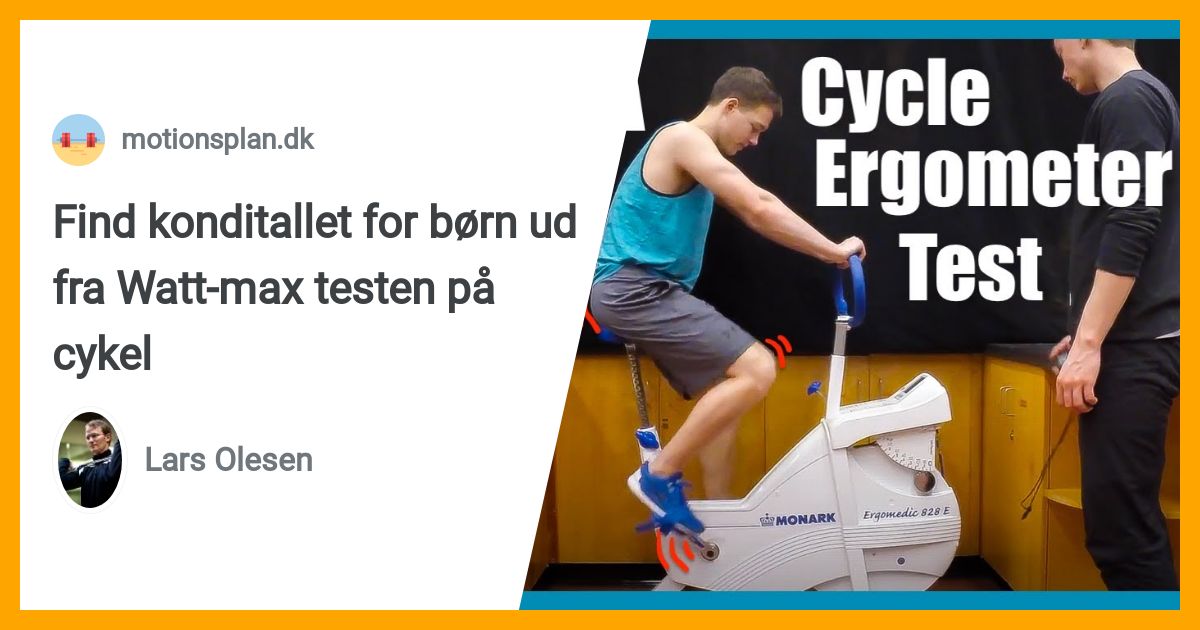 motionsplan.dk
Find konditallet for børn ud
fra Watt-max testen på
cykel
Lars Olesen
Cycle
Ergometer
Test
MONARK
Ergomedic 828 E